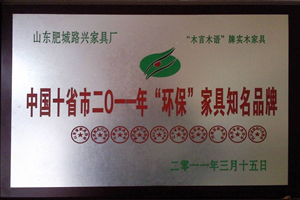 山东肥城路兴家具厂
“木言木语”牌实木家具
中国十省市二〇一一年“环保”家具知名品牌
二零一一年三月十五日